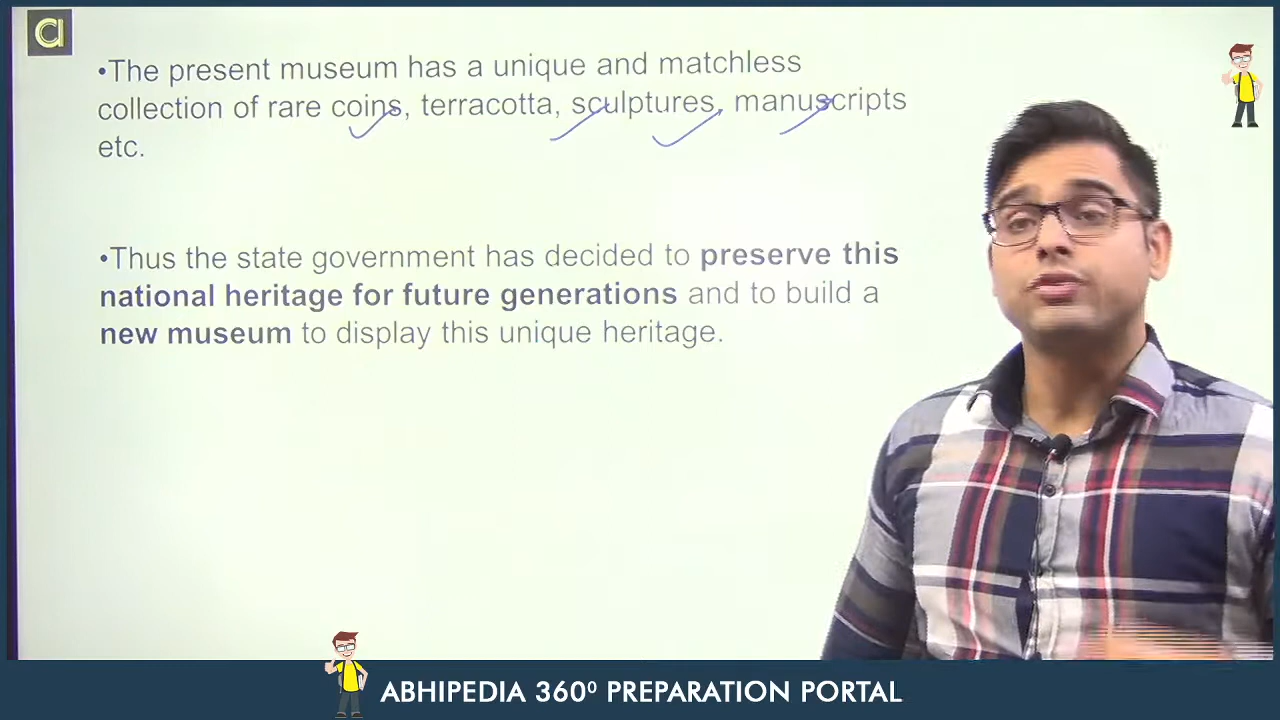 a
•The present museum has a unique and matchless
collection of rare coins, terracotta, sculptures, manuscripts
etc.
•Thus the state government has decided to preserve this
national heritage for future generations and to build a
new museum to display this unique heritage.
ABHIPEDIA 360⁰ PREPARATION PORTAL